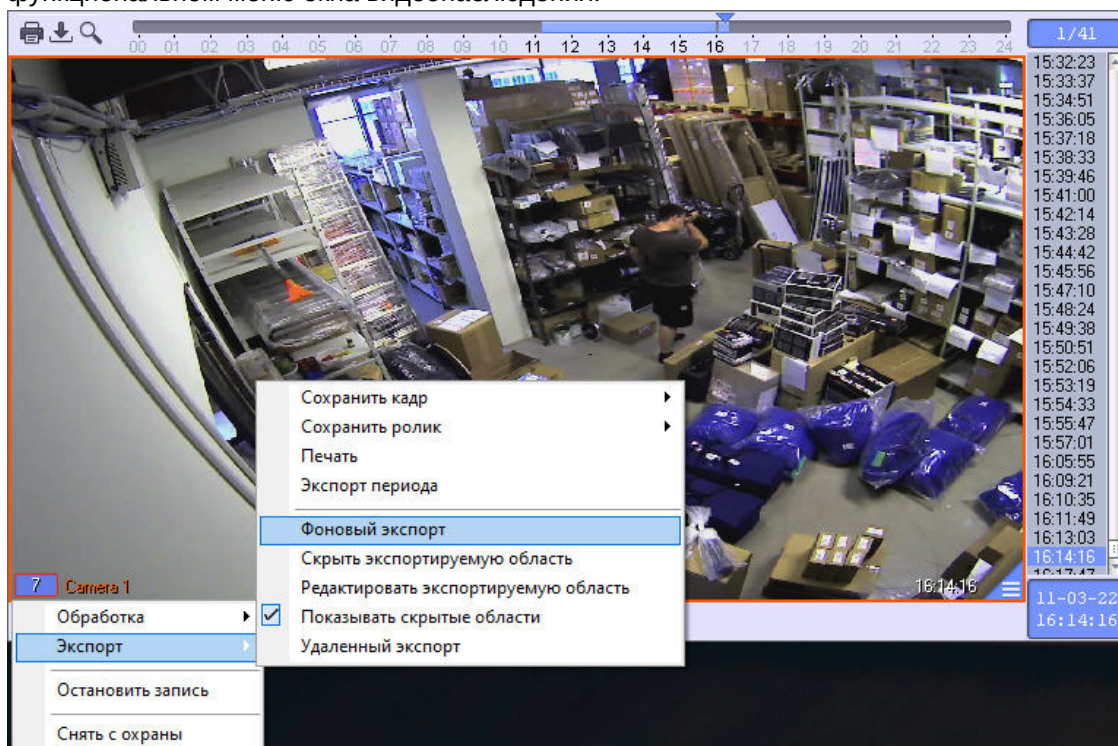 функциональном меню окна видеонаблюдения.
00 01 02 03 04 05 06 07 08 09 10 11 12 13 14 15 16 17 18 19 20 21 22 23 24
1/41
15:32:23
15:33:37
15:34:51
15:36:05
15:37:18
15:38:33
15:39:46
15:41:00
15:42:14
15:43:28
15:44:42
15:45:56
15:47:10
15:48:24
15:49:38
15:50:51
15:52:06
15:53:19
15:54:33
15:55:47
15:57:01
16:05:55
16:09:21
16:10:35
16:11:49
16:13:03
16:14:16
16:17:47
11-03-22
16:14:16
Сохранить кадр
Сохранить ролик
Печать
Экспорт периода
Фоновый экспорт
Скрыть экспортируемую область
Редактировать экспортируемую область
Показывать скрытые области
Удаленный экспорт
7 Camera 1
16:14:16
Обработка
Экспорт
Остановить запись
Снять с охраны